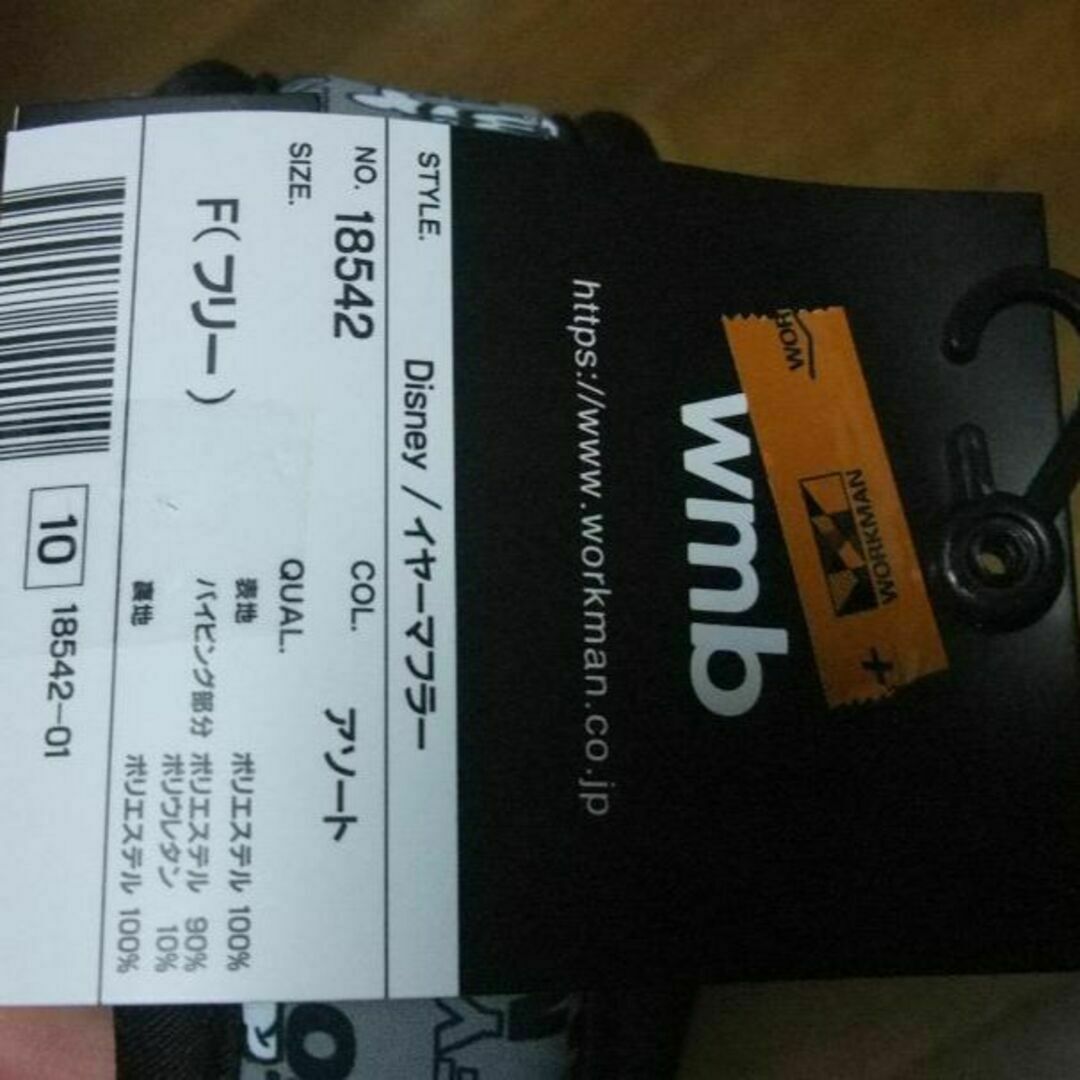 wmb
WORKMAN
WOR
https://www.workman.co.jp
STYLE.
Disney / イヤーマフラー
NO. 18542 COL. アソート
SIZE. QUAL.
F( フリー )
表地 ポリエステル 100%
パイピング部分 ポリエステル 90%
ポリウレタン 10%
裏地 ポリエステル 100%
10 18542-01